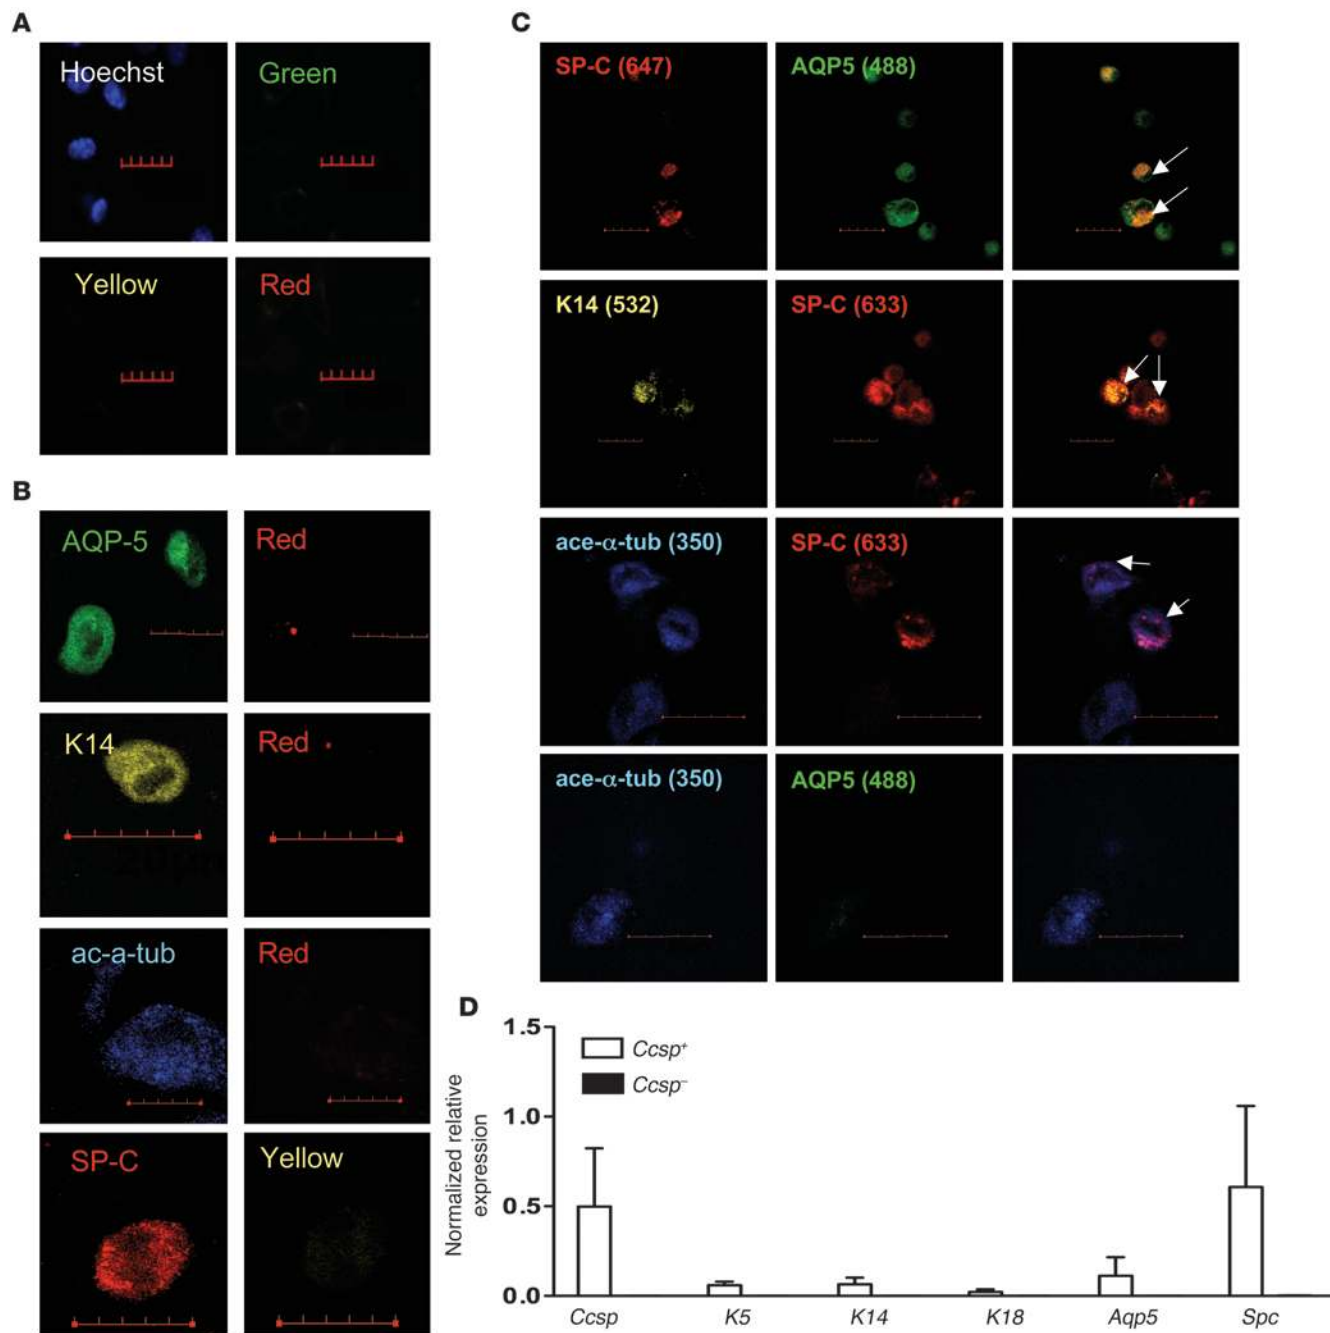 A
Hoechst
Green
Yellow
Red
B
AQP-5
Red
K14
Red
ac-a-tub
Red
SP-C
Yellow
C
SP-C (647)
AQP5 (488)
K14 (532)
SP-C (633)
ace-α-tub (350)
SP-C (633)
ace-α-tub (350)
AQP5 (488)
D
Normalized relative
expression
1.5
1.0
0.5
0.0
Ccsp⁺
Ccsp⁻
Ccsp K5 K14 K18 Aqp5 Spc